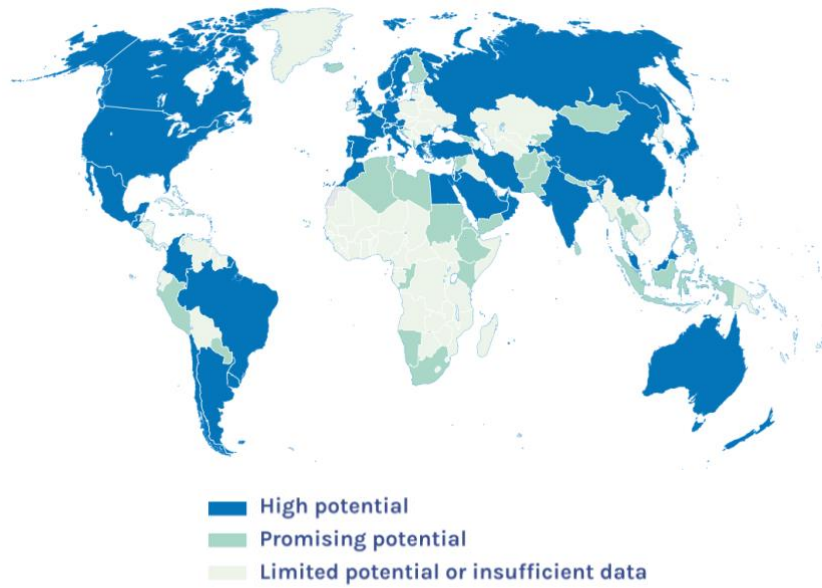 High potential
Promising potential
Limited potential or insufficient data